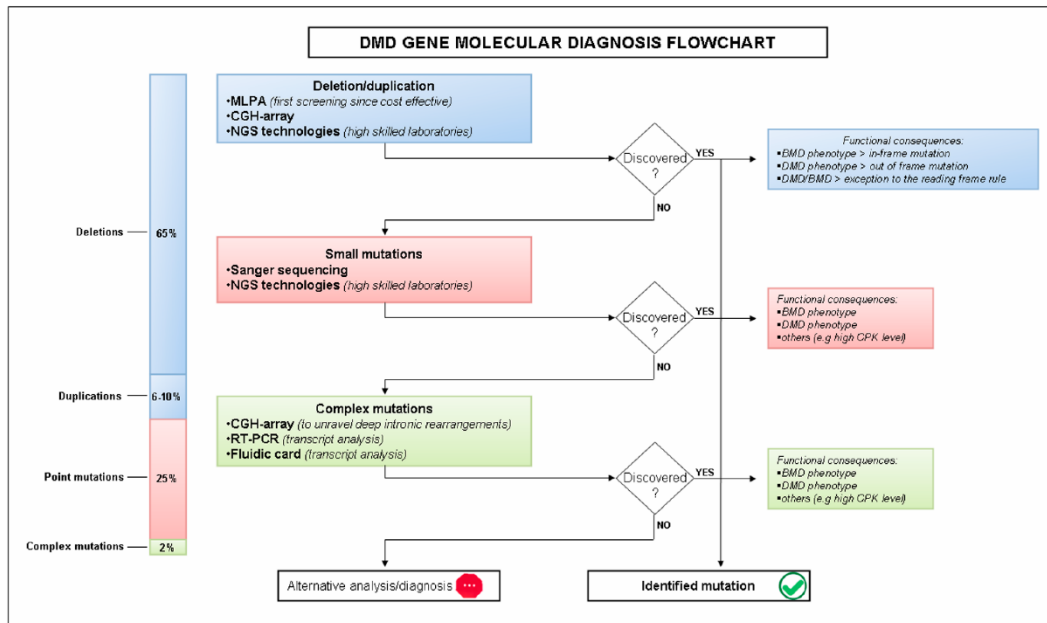 DMD GENE MOLECULAR DIAGNOSIS FLOWCHART
Deletion/duplication
•MLPA (first screening since cost effective)
•CGH-array
•NGS technologies (high skilled laboratories)
Discovered
?
YES
NO
Functional consequences:
▪BMD phenotype > in-frame mutation
▪DMD phenotype > out of frame mutation
▪DMD/BMD > exception to the reading frame rule
Deletions
65%
Small mutations
•Sanger sequencing
•NGS technologies (high skilled laboratories)
Discovered
?
YES
NO
Functional consequences:
▪BMD phenotype
▪DMD phenotype
▪others (e.g high CPK level)
Duplications
6-10%
Complex mutations
•CGH-array (to unravel deep intronic rearrangements)
•RT-PCR (transcript analysis)
•Fluidic card (transcript analysis)
Discovered
?
YES
NO
Functional consequences:
▪BMD phenotype
▪DMD phenotype
▪others (e.g high CPK level)
Point mutations
25%
Complex mutations
2%
Alternative analysis/diagnosis
Identified mutation